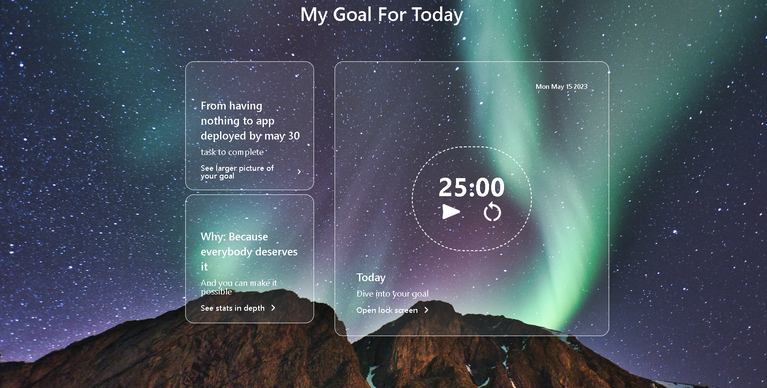 My Goal For Today
From having
nothing to app
deployed by may 30
task to complete
See larger picture of
your goal
Why: Because
everybody deserves
it
And you can make it
possible
See stats in depth
Mon May 15 2023
25:00
Today
Dive into your goal
Open lock screen